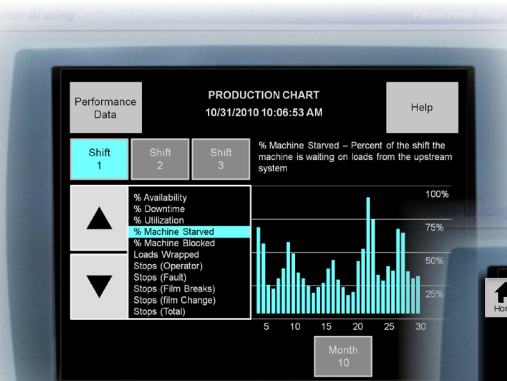 PRODUCTION CHART
10/31/2010 10:06:53 AM
Performance
Data
Help
Shift
1
Shift
2
Shift
3
% Machine Starved – Percent of the shift the
machine is waiting on loads from the upstream
system
% Availability
% Downtime
% Utilization
% Machine Starved
% Machine Blocked
Loads Wrapped
Stops (Operator)
Stops (Fault)
Stops (Film Breaks)
Stops (film Change)
Stops (Total)
100%
75%
50%
25%
5 10 15 20 25 30
Month
10